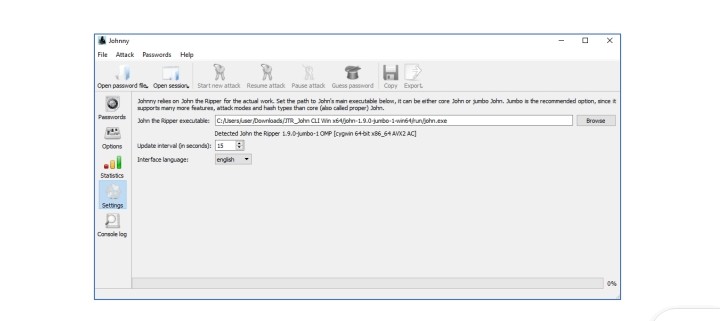 Johnny
File Attack Passwords Help
Open password file Open session Start new attack Resume attack Pause attack Guess password Copy Export
Passwords
Options
Statistics
Settings
Console log
Johnny relies on John the Ripper for the actual work. Set the path to John's main executable below, it can be either core John or jumbo John. Jumbo is the recommended option, since it
supports many more features, attack modes and hash types than core (also called proper) John.
John the Ripper executable: C:/Users/user/Downloads/JTR_John CLI Win x64/john-1.9.0-jumbo-1-win64/run/john.exe Browse
Detected John the Ripper 1.9.0-jumbo-1 OMP [cygwin 64-bit x86_64 AVX2 AC]
Update interval (in seconds): 15
Interface language: english
0%